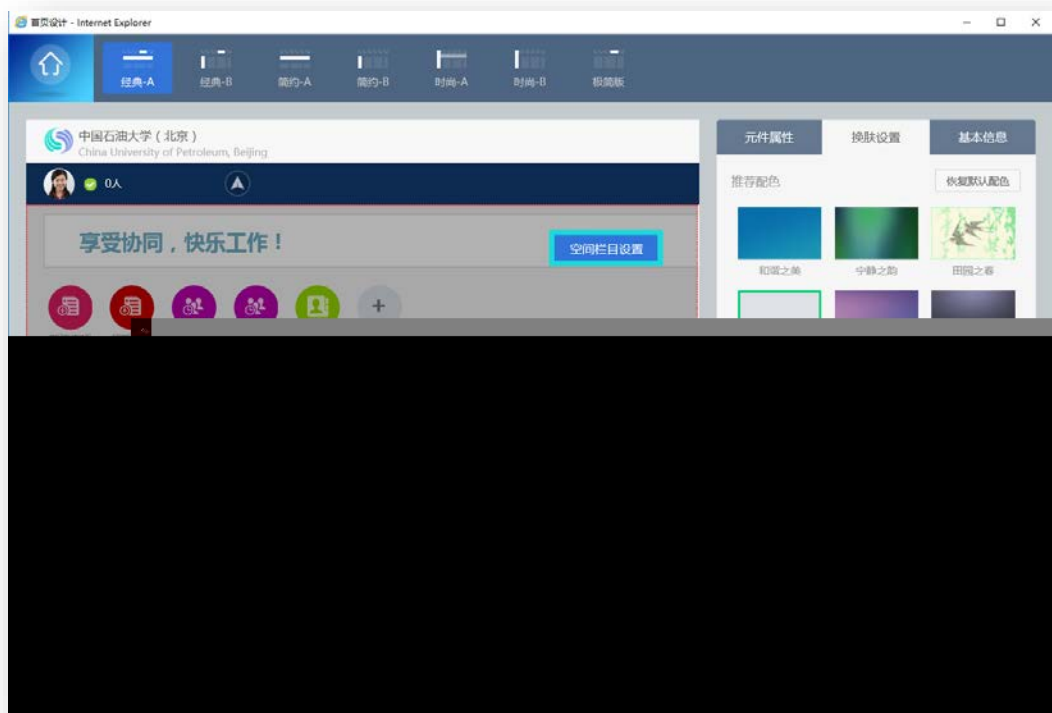 首页设计 - Internet Explorer
经典-A 经典-B 简约-A 简约-B 时尚-A 时尚-B 极简版
中国石油大学（北京）
China University of Petroleum, Beijing
元件属性 换肤设置 基本信息
0人
推荐配色 恢复默认配色
享受协同，快乐工作！
空间栏目设置
和谐之美 宁静之韵 田园之春